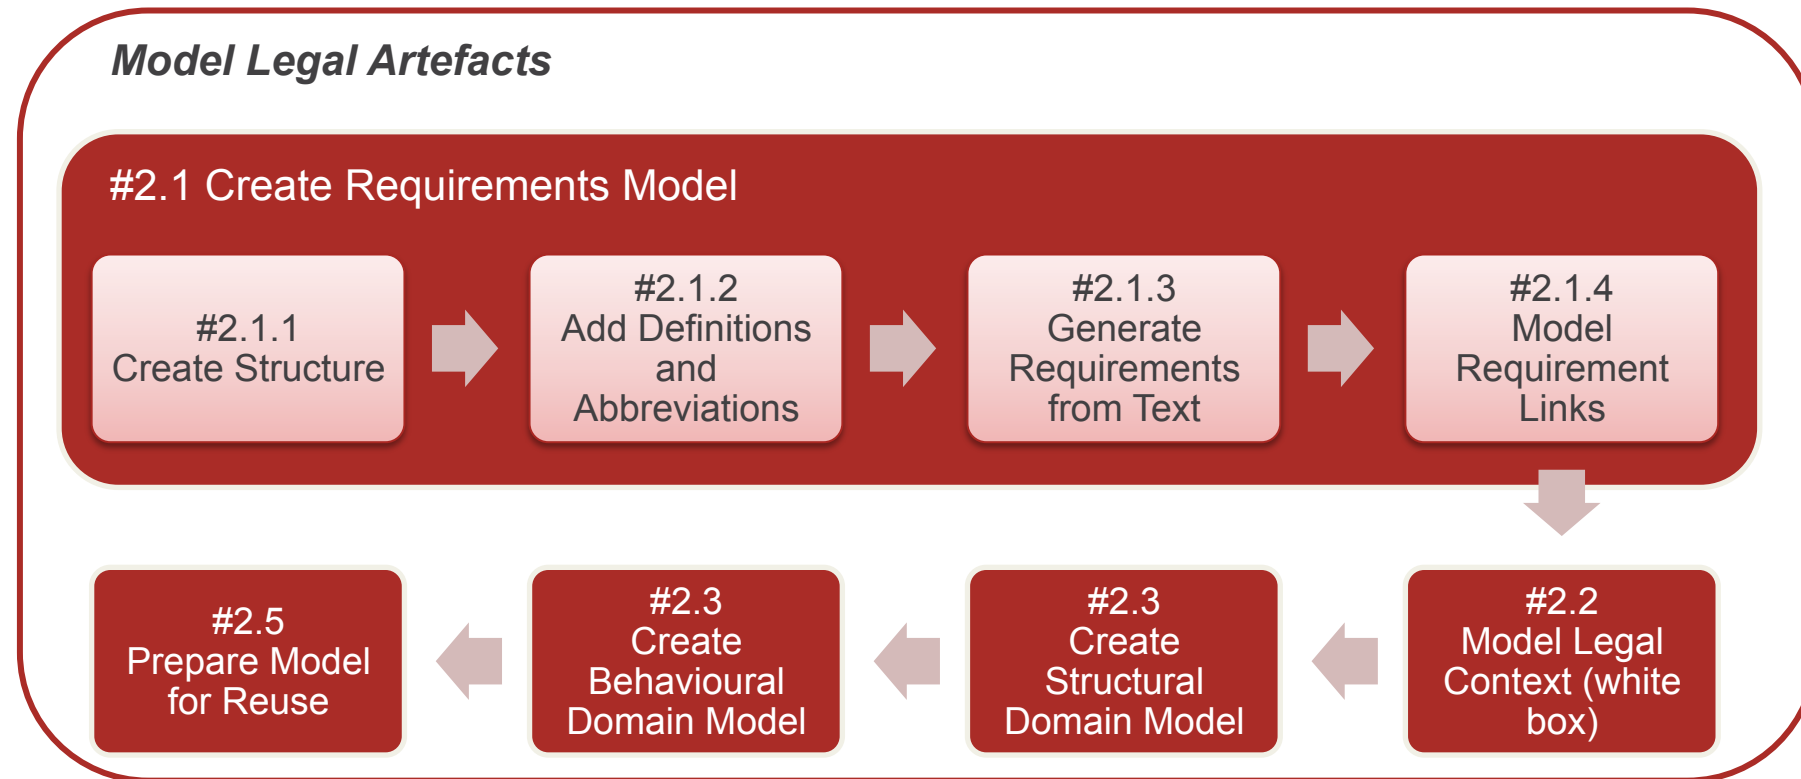 Model Legal Artefacts
#2.1 Create Requirements Model
#2.1.1
Create Structure
#2.1.2
Add Definitions
and
Abbreviations
#2.1.3
Generate
Requirements
from Text
#2.1.4
Model
Requirement
Links
#2.5
Prepare Model
for Reuse
#2.3
Create
Behavioural
Domain Model
#2.3
Create
Structural
Domain Model
#2.2
Model Legal
Context (white
box)